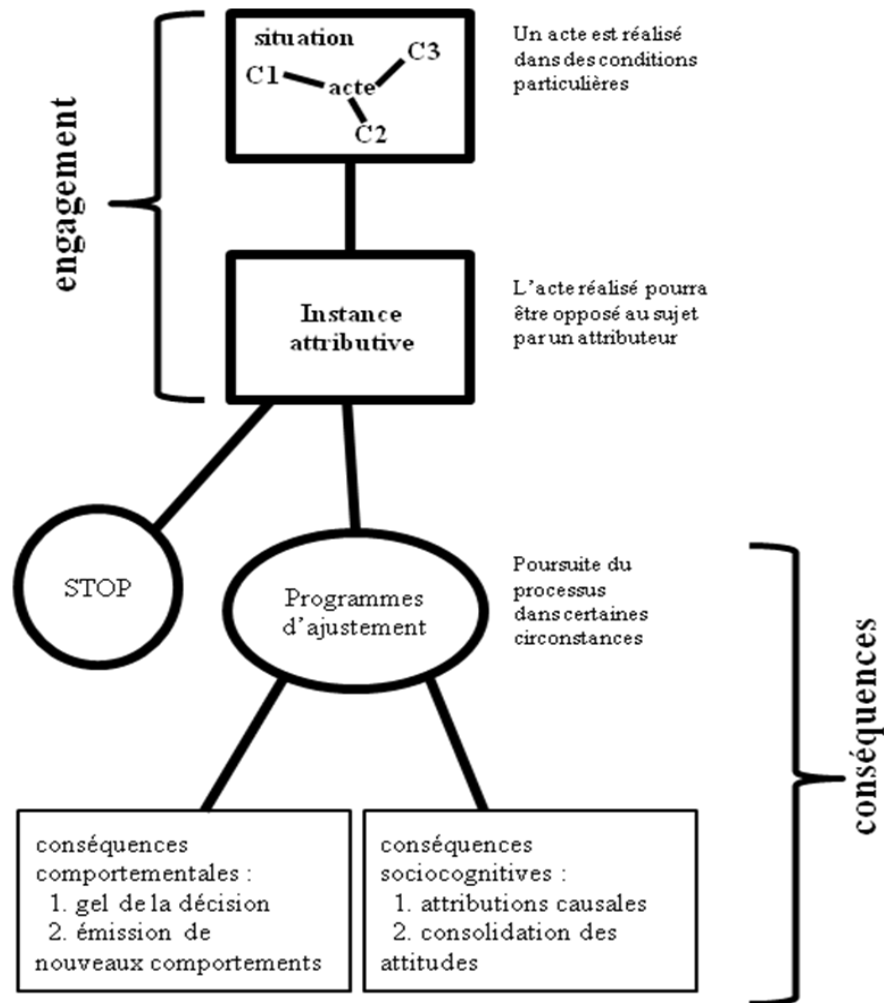 situation
C1
acte
C3
C2
Un acte est réalisé
dans des conditions
particulières
engagement
Instance
attributive
L'acte réalisé pourra
être opposé au sujet
par un attributeur
STOP
Programmes
d'ajustement
Poursuite du
processus
dans certaines
circonstances
conséquences
conséquences
comportementales :
1. gel de la décision
2. émission de
nouveaux comportements
conséquences
sociocognitives :
1. attributions causales
2. consolidation des
attitudes